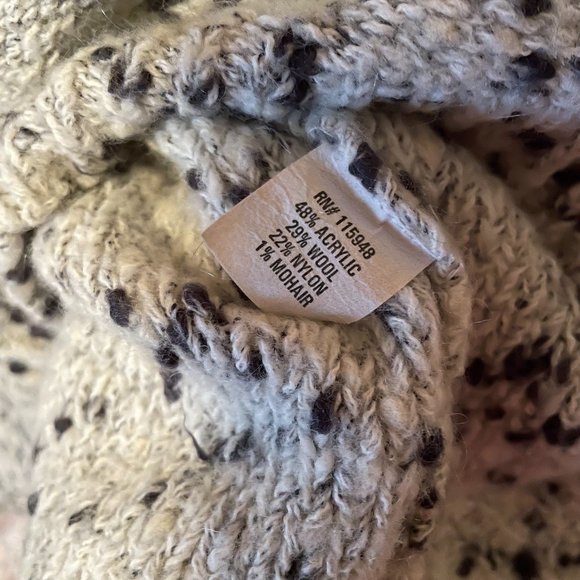 RN# 115948
48% ACRYLIC
29% WOOL
22% NYLON
1% MOHAIR